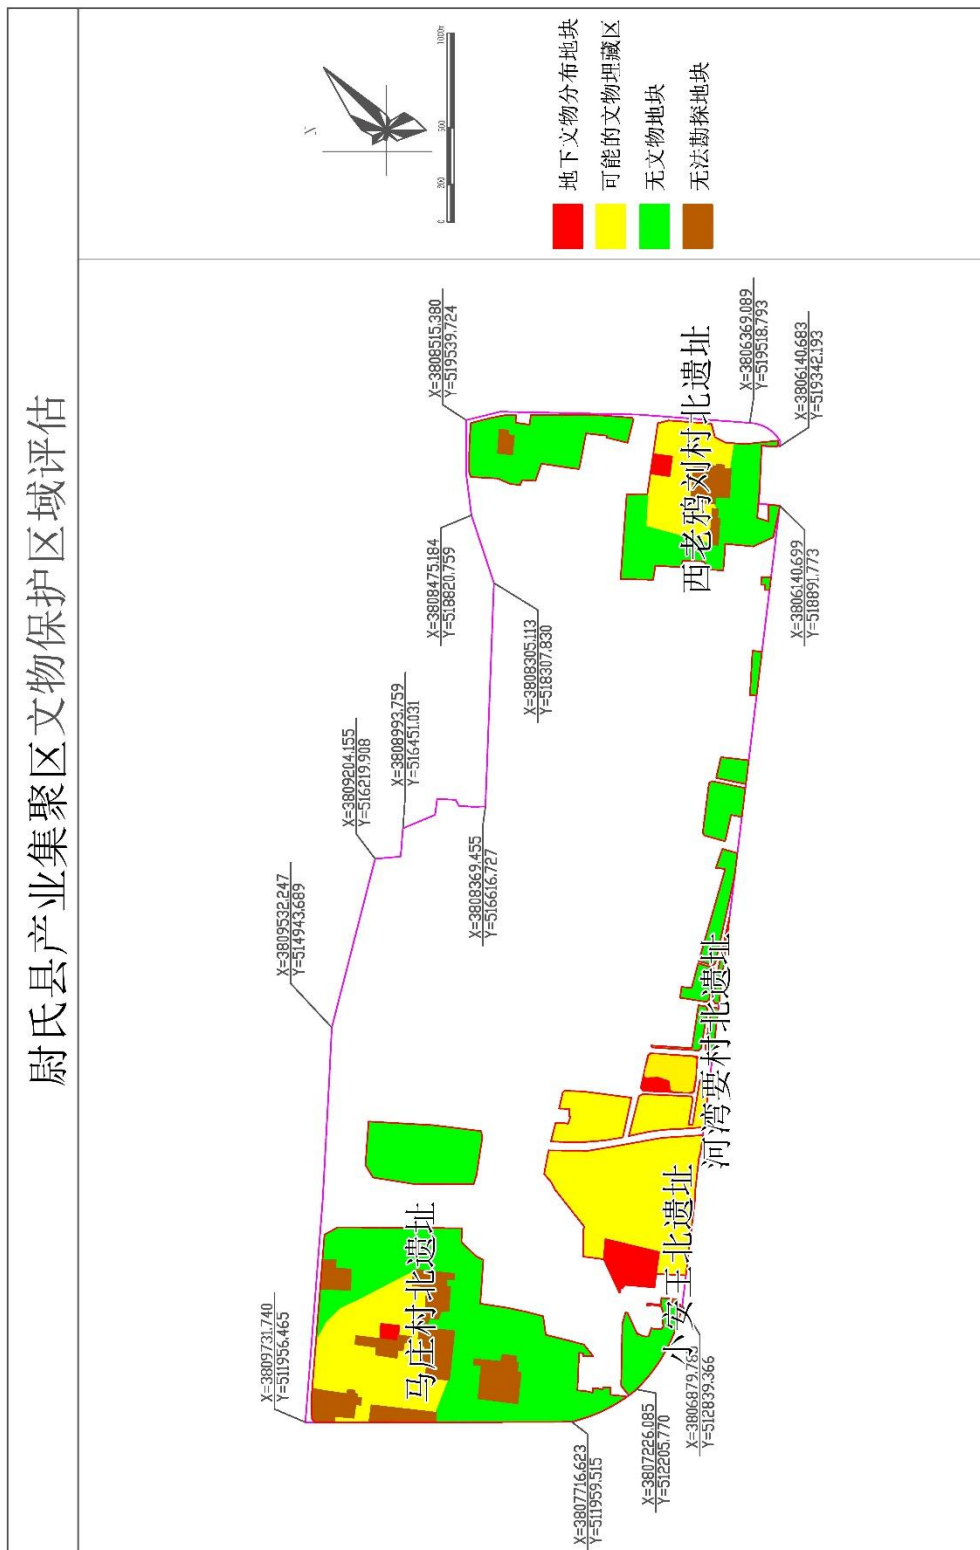 尉氏县产业集聚区文物保护区域评估
X=3809731.740
Y=511956.465
X=3809532.247
Y=514943.689
X=3809204.155
Y=516219.908
X=3808993.759
Y=516451.031
X=3808369.455
Y=516616.727
X=3808305.113
Y=518307.830
X=3808475.184
Y=518820.759
X=3808515.380
Y=519539.724
马庄村北遗址
小安王北遗址
河湾要村北遗址
西老鸦刘村北遗址
X=3807716.623
Y=511959.515
X=3807226.085
Y=512205.770
Y=512839.366
X=3806140.699
Y=518891.773
X=3806140.683
Y=519342.193
X=3806369.089
Y=519518.793
N
0
200
500
1000m
地下文物分布地块
可能的文物埋藏区
无文物地块
无法勘探地块